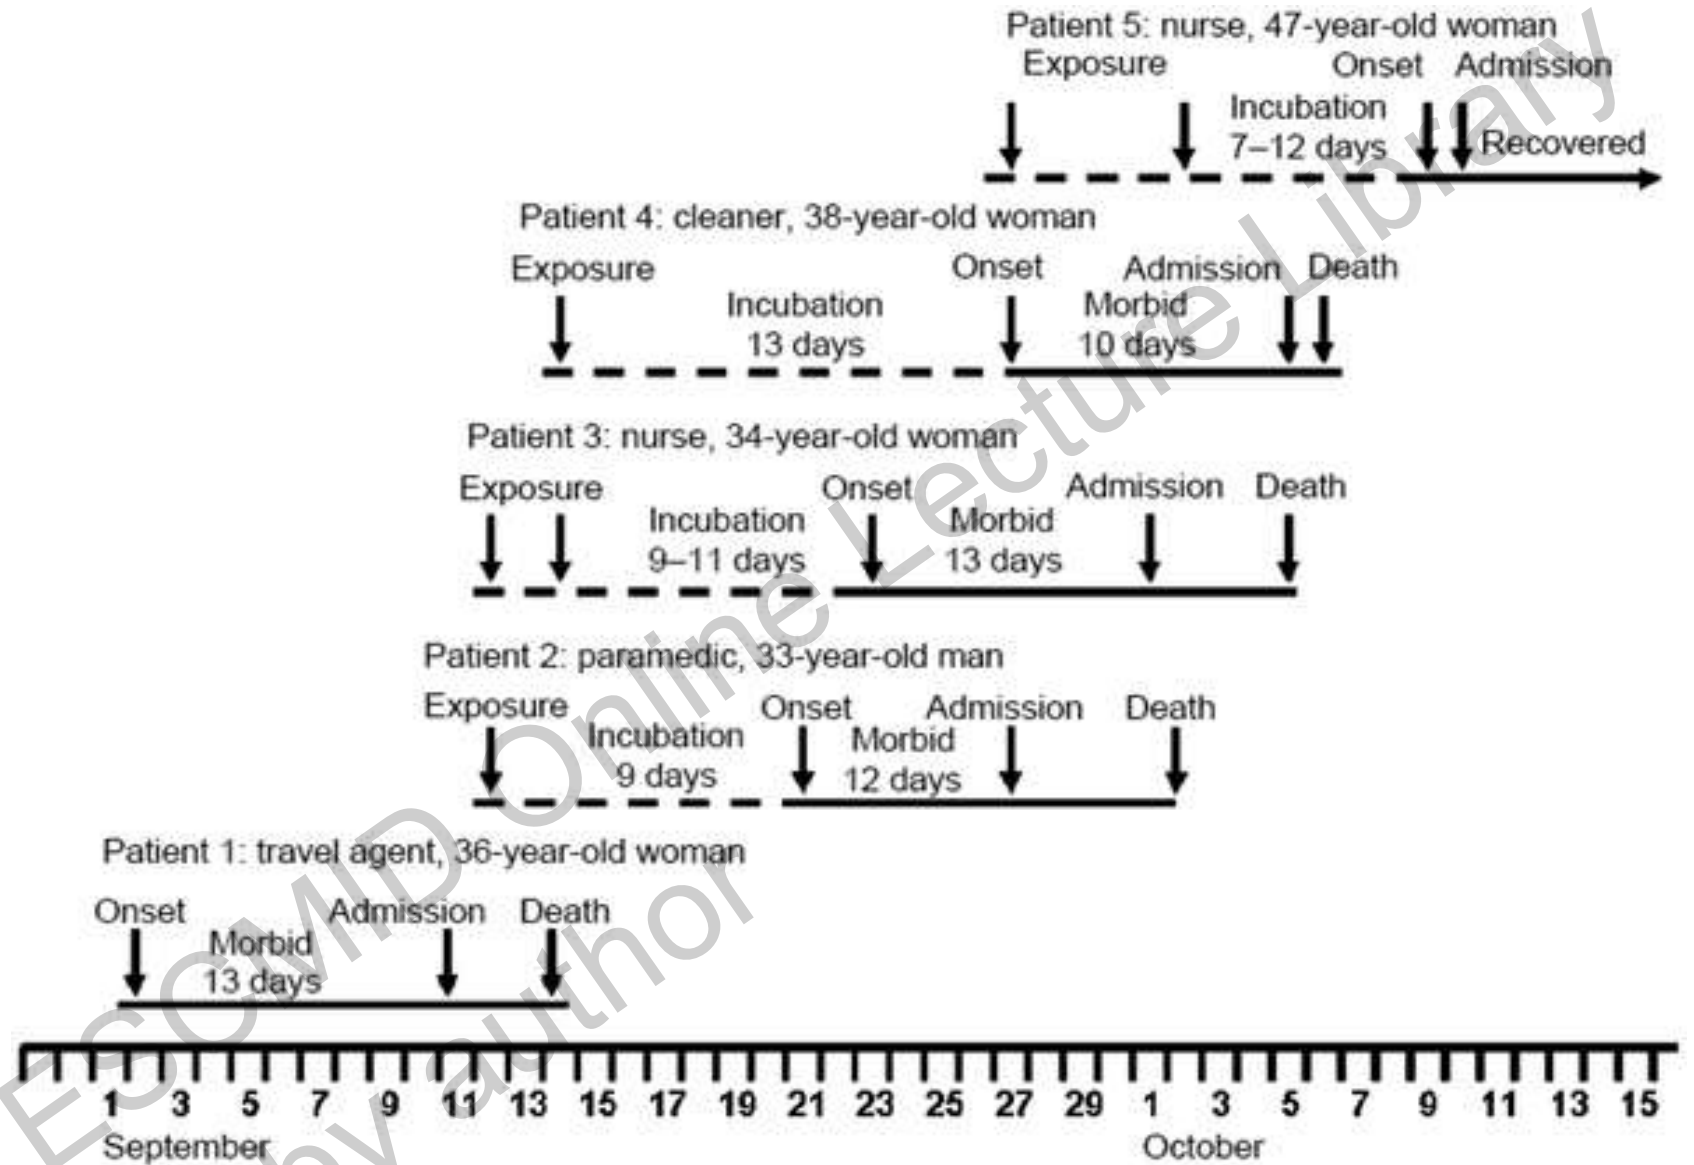 Patient 5: nurse, 47-year-old woman
Exposure Onset Admission
Incubation
7–12 days Recovered
Patient 4: cleaner, 38-year-old woman
Exposure Onset Admission Death
Incubation Morbid
13 days 10 days
Patient 3: nurse, 34-year-old woman
Exposure Onset Admission Death
Incubation Morbid
9–11 days 13 days
Patient 2: paramedic, 33-year-old man
Exposure Onset Admission Death
Incubation Morbid
9 days 12 days
Patient 1: travel agent, 36-year-old woman
Onset Admission Death
Morbid
13 days
1 3 5 7 9 11 13 15 17 19 21 23 25 27 29 1 3 5 7 9 11 13 15
September October
ESCMID Online Lecture Library
by author